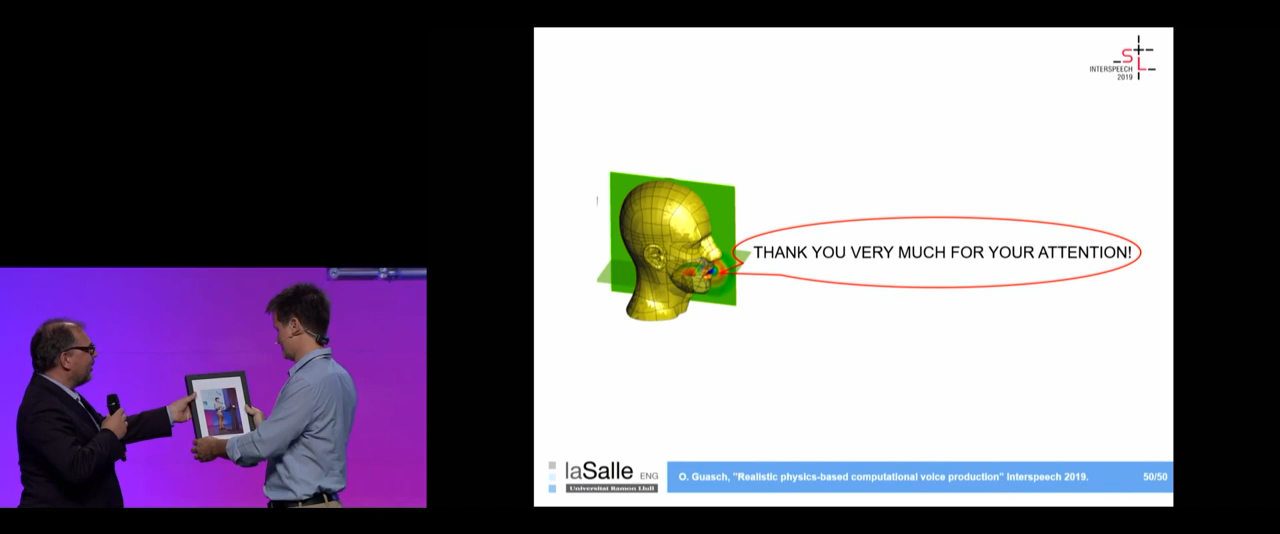 S
L
INTERSPEECH
2019
THANK YOU VERY MUCH FOR YOUR ATTENTION!
laSalle ENG
Universitat Ramon Llull
O. Guasch, "Realistic physics-based computational voice production" Interspeech 2019.
50/50